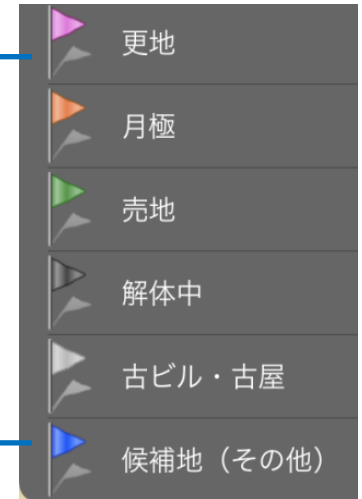 更地
月極
売地
解体中
古ビル・古屋
候補地（その他）